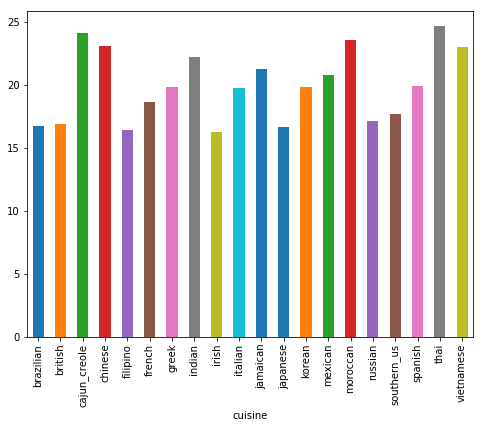 25
20
15
10
5
0
brazilian
british
cajun_creole
chinese
filipino
french
greek
indian
irish
italian
jamaican
japanese
korean
mexican
moroccan
russian
southern_us
spanish
thai
vietnamese
cuisine